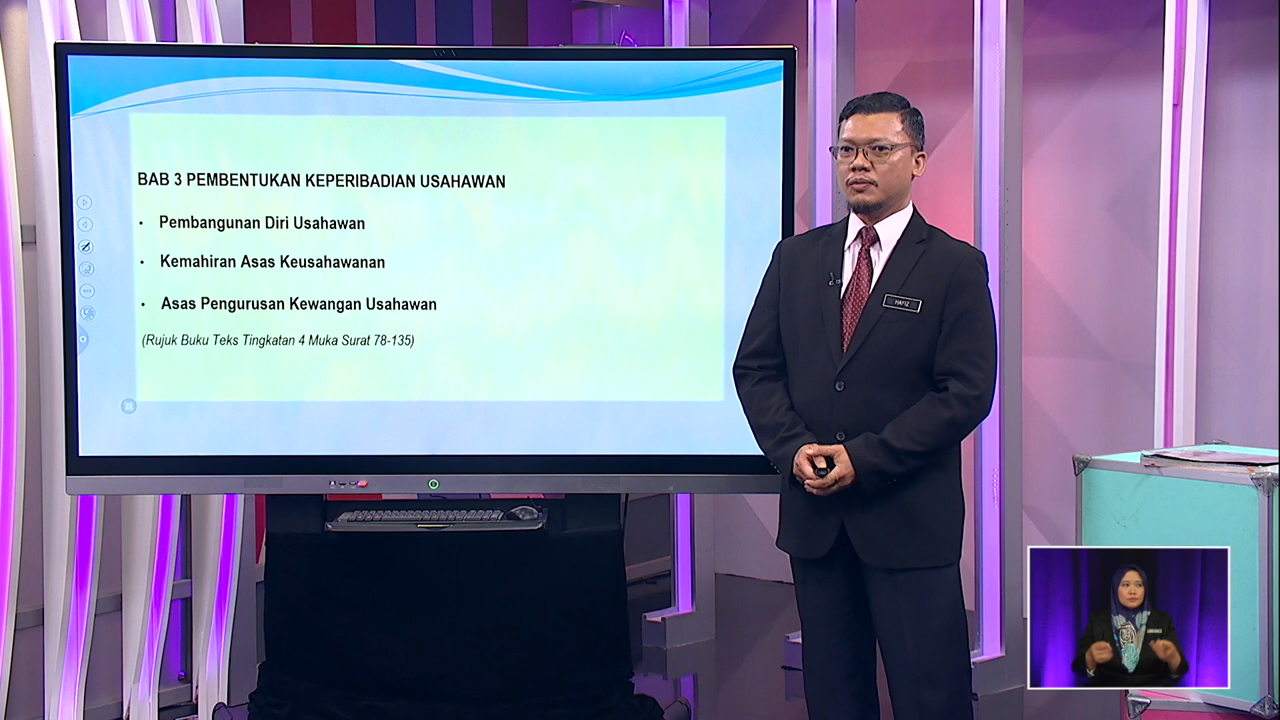 BAB 3 PEMBENTUKAN KEPERIBADIAN USAHAWAN
• Pembangunan Diri Usahawan
• Kemahiran Asas Keusahawanan
• Asas Pengurusan Kewangan Usahawan
(Rujuk Buku Teks Tingkatan 4 Muka Surat 78-135)
HAFIZ